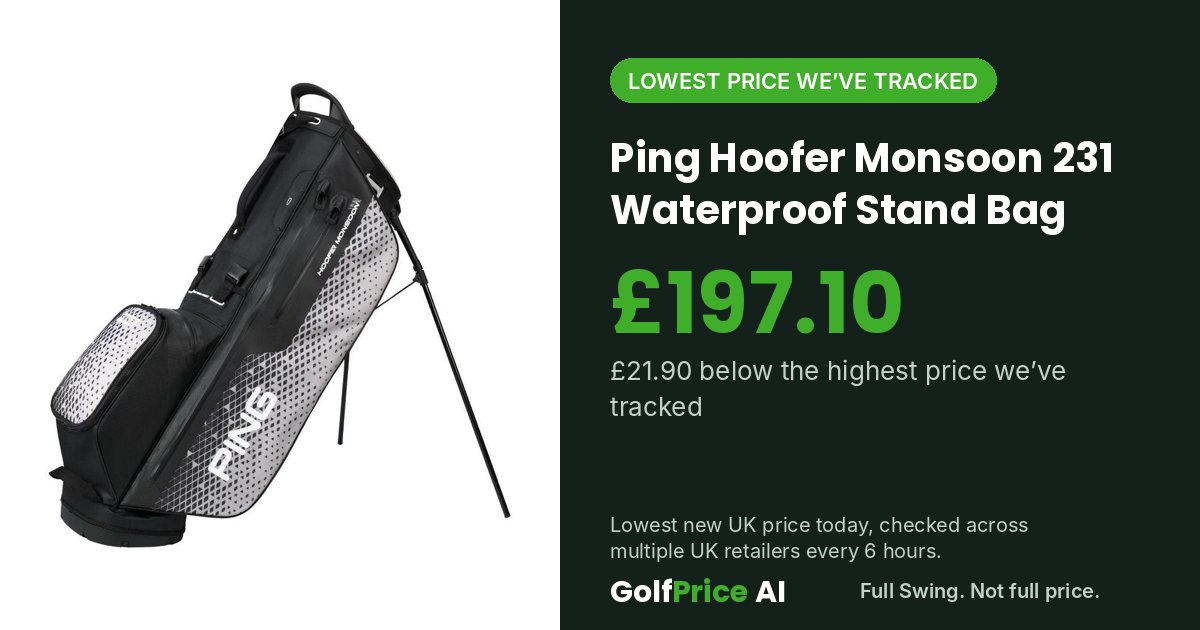 HOOFER MONSOON
PING
LOWEST PRICE WE’VE TRACKED
Ping Hoofer Monsoon 231
Waterproof Stand Bag
£197.10
£21.90 below the highest price we’ve
tracked
Lowest new UK price today, checked across
multiple UK retailers every 6 hours.
GolfPrice AI
Full Swing. Not full price.